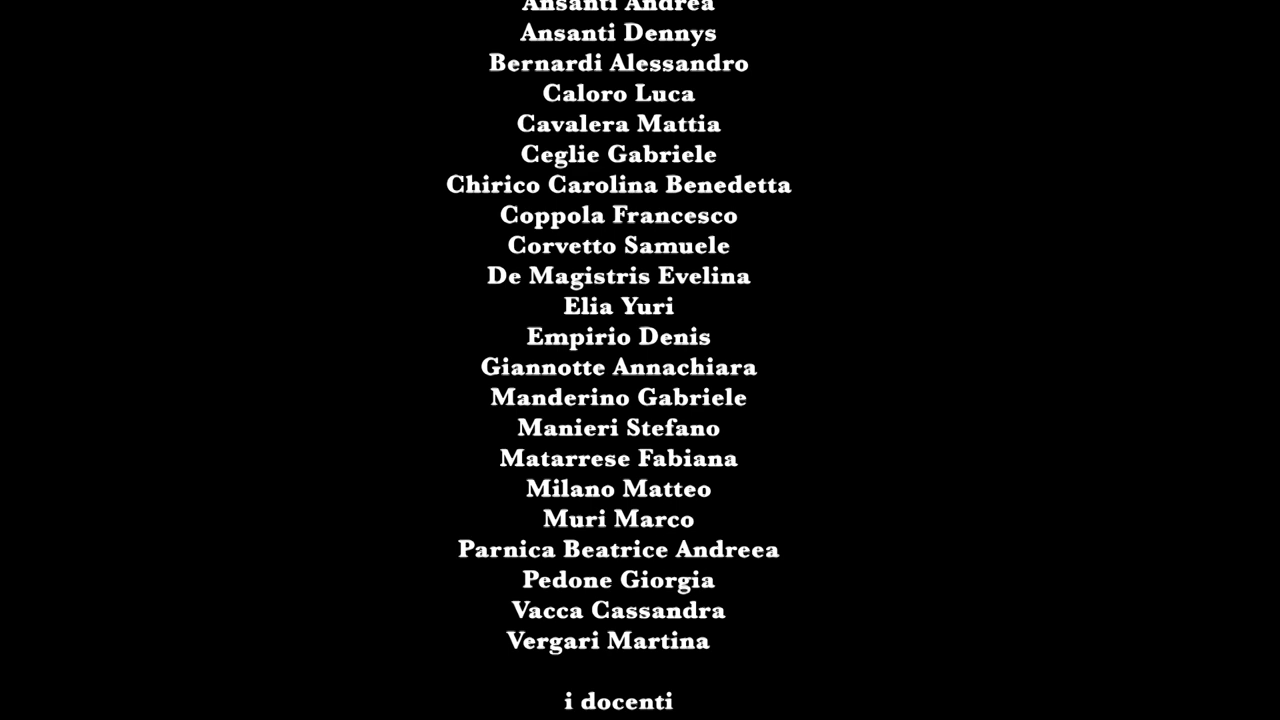 Ansanti Andrea
Ansanti Dennys
Bernardi Alessandro
Caloro Luca
Cavalera Mattia
Ceglie Gabriele
Chirico Carolina Benedetta
Coppola Francesco
Corvetto Samuele
De Magistris Evelina
Elia Yuri
Empirio Denis
Giannotte Annachiara
Manderino Gabriele
Manieri Stefano
Matarrese Fabiana
Milano Matteo
Muri Marco
Parnica Beatrice Andreea
Pedone Giorgia
Vacca Cassandra
Vergari Martina
i docenti